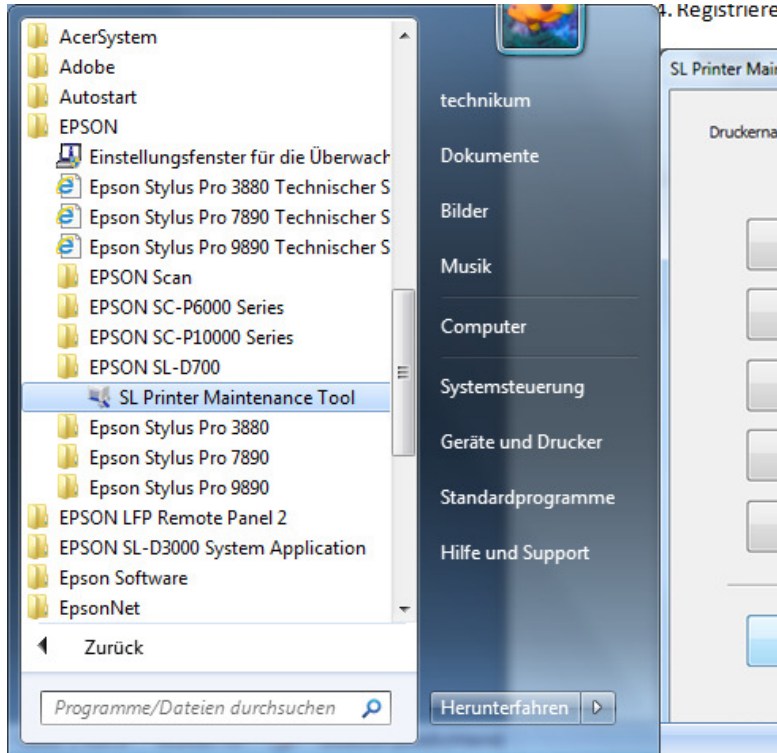 AcerSystem
Adobe
Autostart
EPSON
Einstellungsfenster für die Überwach
Epson Stylus Pro 3880 Technischer S
Epson Stylus Pro 7890 Technischer S
Epson Stylus Pro 9890 Technischer S
EPSON Scan
EPSON SC-P6000 Series
EPSON SC-P10000 Series
EPSON SL-D700
SL Printer Maintenance Tool
Epson Stylus Pro 3880
Epson Stylus Pro 7890
Epson Stylus Pro 9890
EPSON LFP Remote Panel 2
EPSON SL-D3000 System Application
Epson Software
EpsonNet
Zurück
Programme/Dateien durchsuchen
technikum
Dokumente
Bilder
Musik
Computer
Systemsteuerung
Geräte und Drucker
Standardprogramme
Hilfe und Support
Herunterfahren
4. Registriere
SL Printer Mai
Druckerna